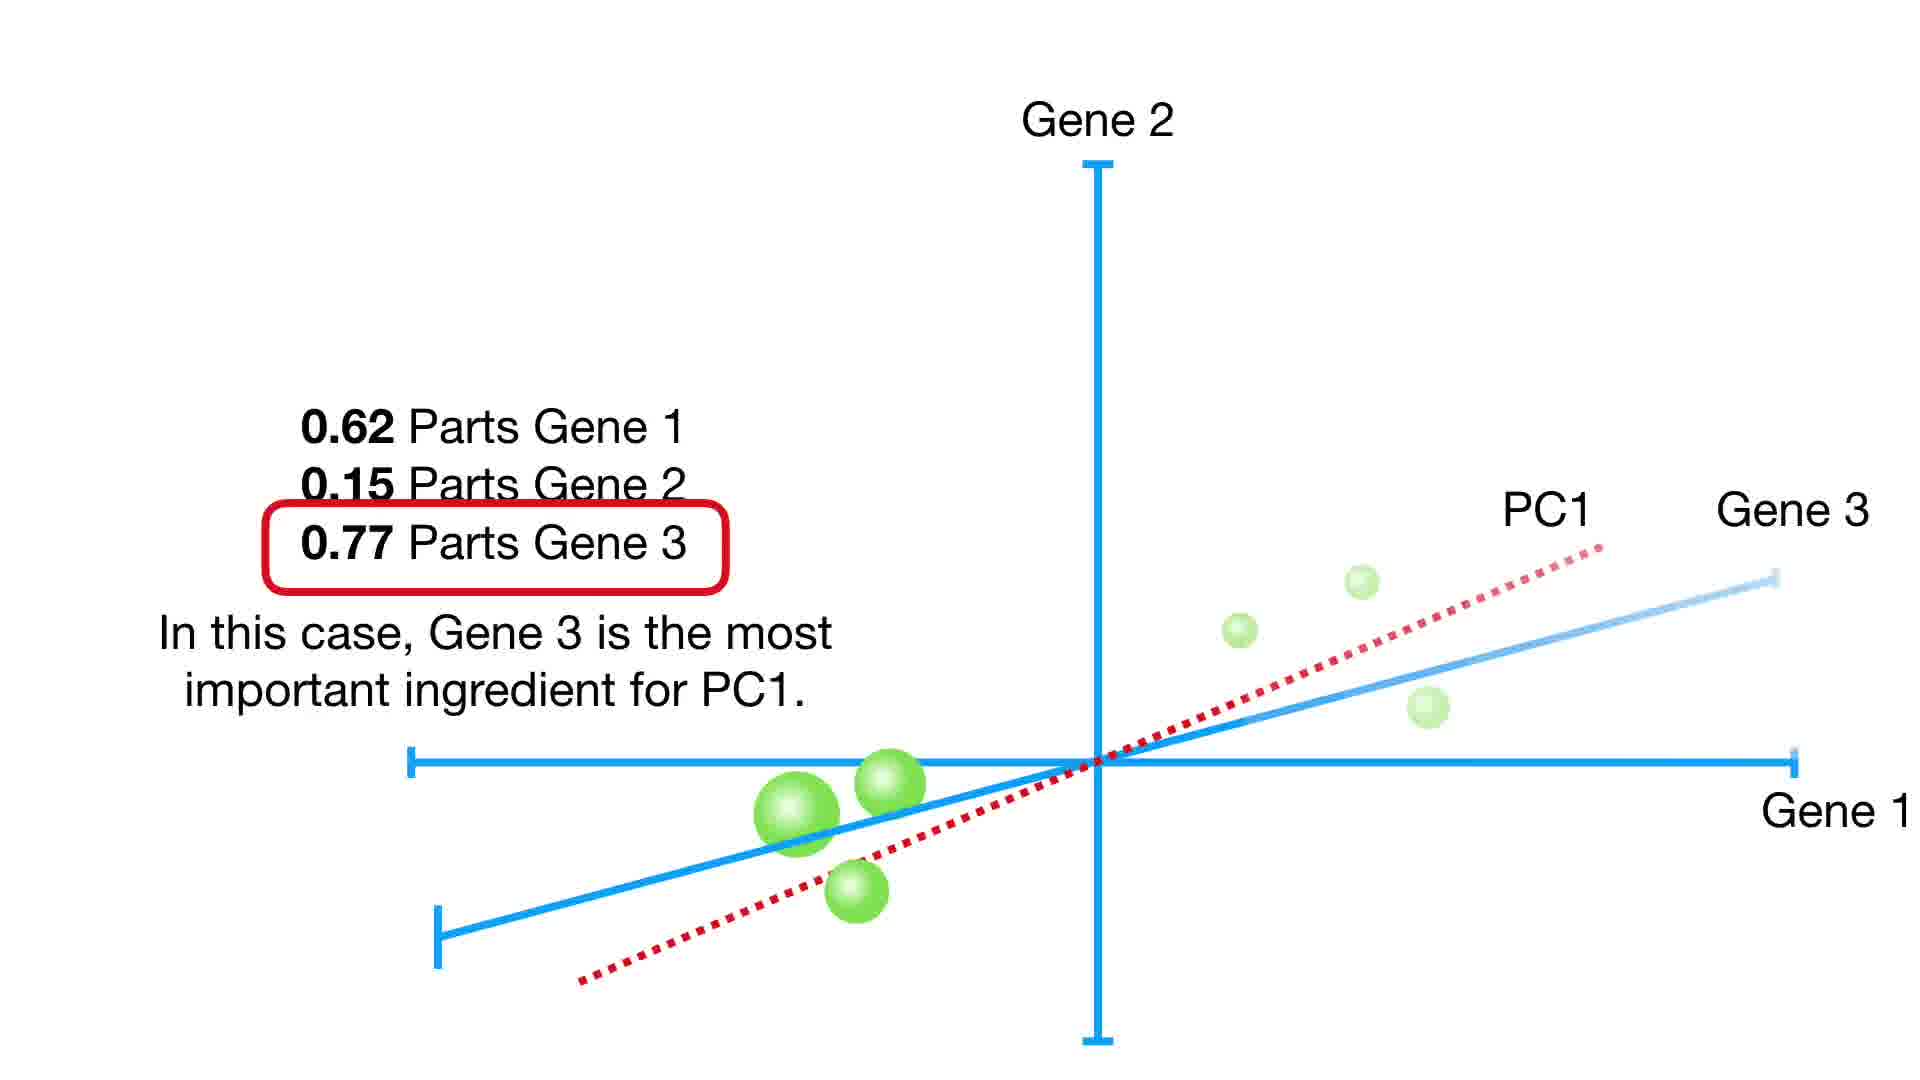 Gene 2
0.62 Parts Gene 1
0.15 Parts Gene 2
0.77 Parts Gene 3
PC1
Gene 3
In this case, Gene 3 is the most
important ingredient for PC1.
Gene 1